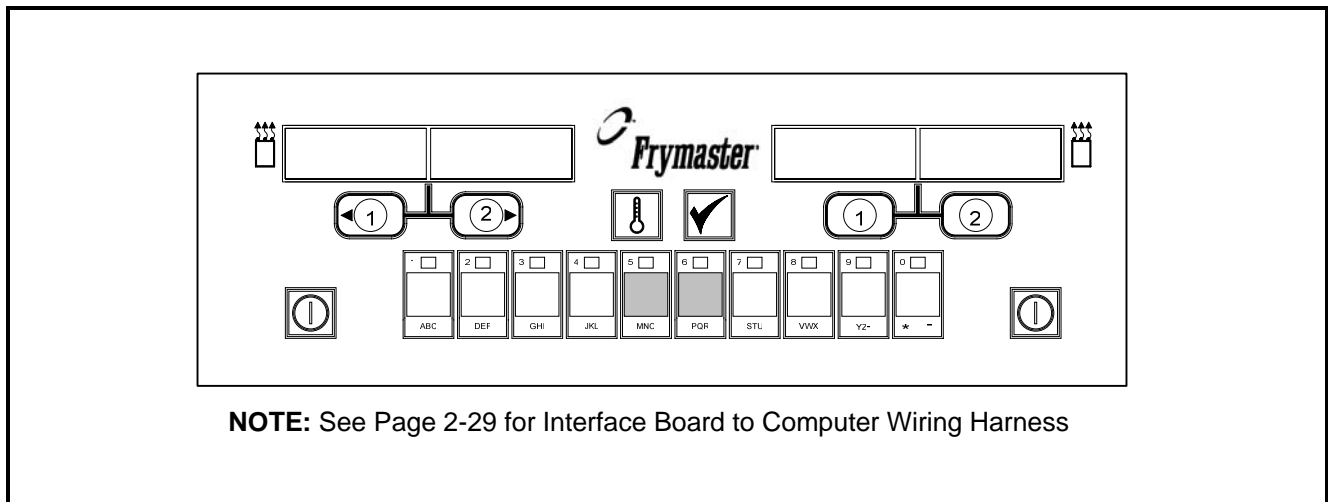 Frymaster
1 2 1 2
1 2 3 4 5 6 7 8 9 0
ABC DEF GHI JKL MNO PQR STU VWX YZ- * -
NOTE: See Page 2-29 for Interface Board to Computer Wiring Harness